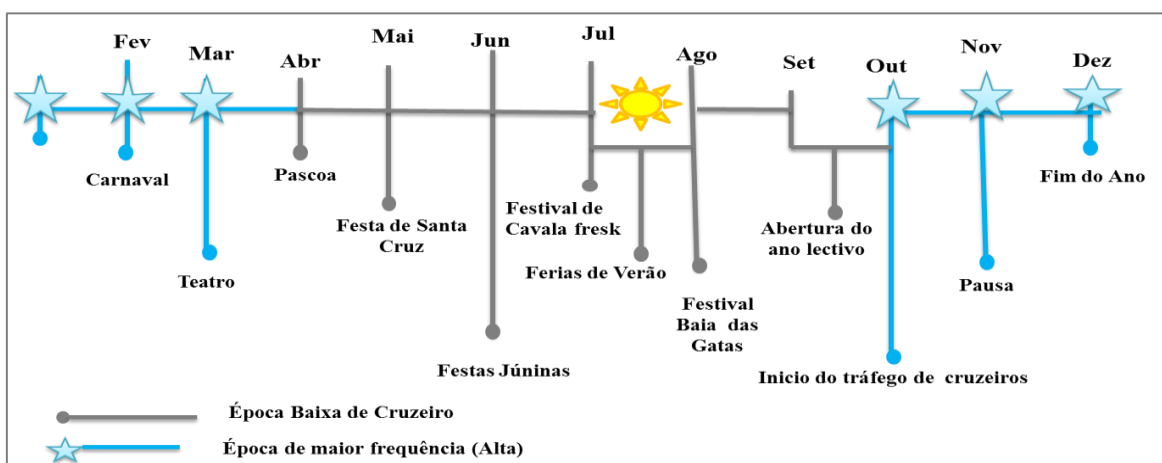 Fev
Mar
Abr
Mai
Jun
Jul
Ago
Set
Out
Nov
Dez
Carnaval
Teatro
Pascoa
Festa de Santa
Cruz
Festas Júninas
Festival de
Cavala fresk
Ferias de Verão
Festival
Baia das
Gatas
Abertura do
ano lectivo
Inicio do tráfego de cruzeiros
Pausa
Fim do Ano
Época Baixa de Cruzeiro
Época de maior frequência (Alta)